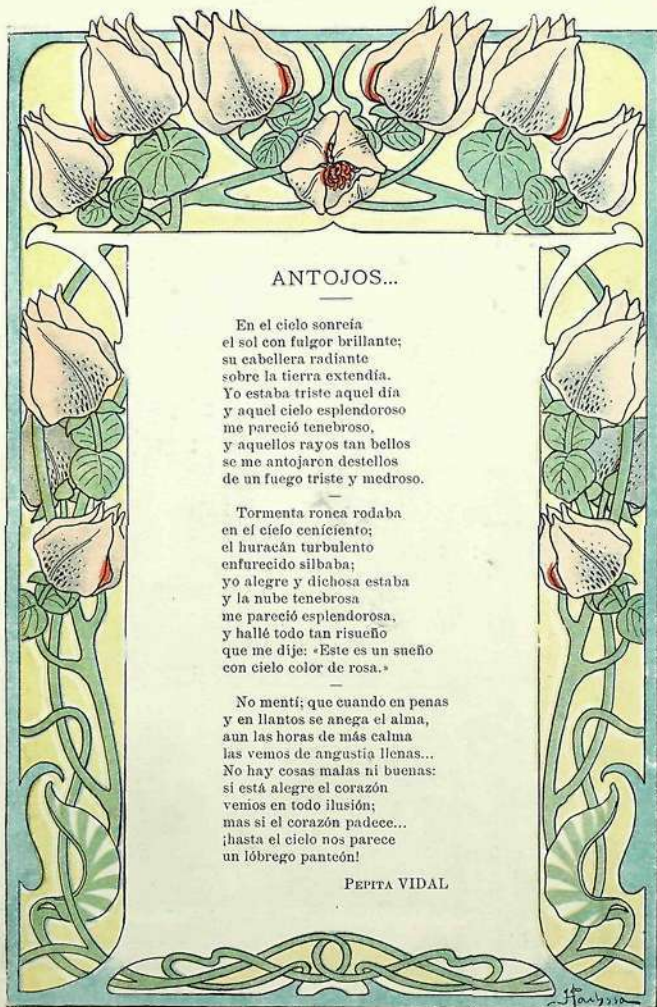 ANTOJOS...
En el cielo sonreía
el sol con fulgor brillante;
su cabellera radiante
sobre la tierra extendía.
Yo estaba triste aquel día
y aquel cielo esplendoroso
me pareció tenebroso,
y aquellos rayos tan bellos
se me antojaron destellos
de un fuego triste y medroso.
Tormenta ronca rodaba
en el cielo ceniciento;
el huracán turbulento
enfurecido silbaba;
yo alegre y dichosa estaba
y la nube tenebrosa
me pareció esplendorosa,
y hallé todo tan risueño
que me dije: «Este es un sueño
con cielo color de rosa.»
No mentí; que cuando en penas
y en llantos se anega el alma,
aun las horas de más calma
las vemos de angustia llenas...
No hay cosas malas ni buenas:
si está alegre el corazón
vemos en todo ilusión;
mas si el corazón padece...
¡hasta el cielo nos parece
un lóbrego panteón!
PEPITA VIDAL